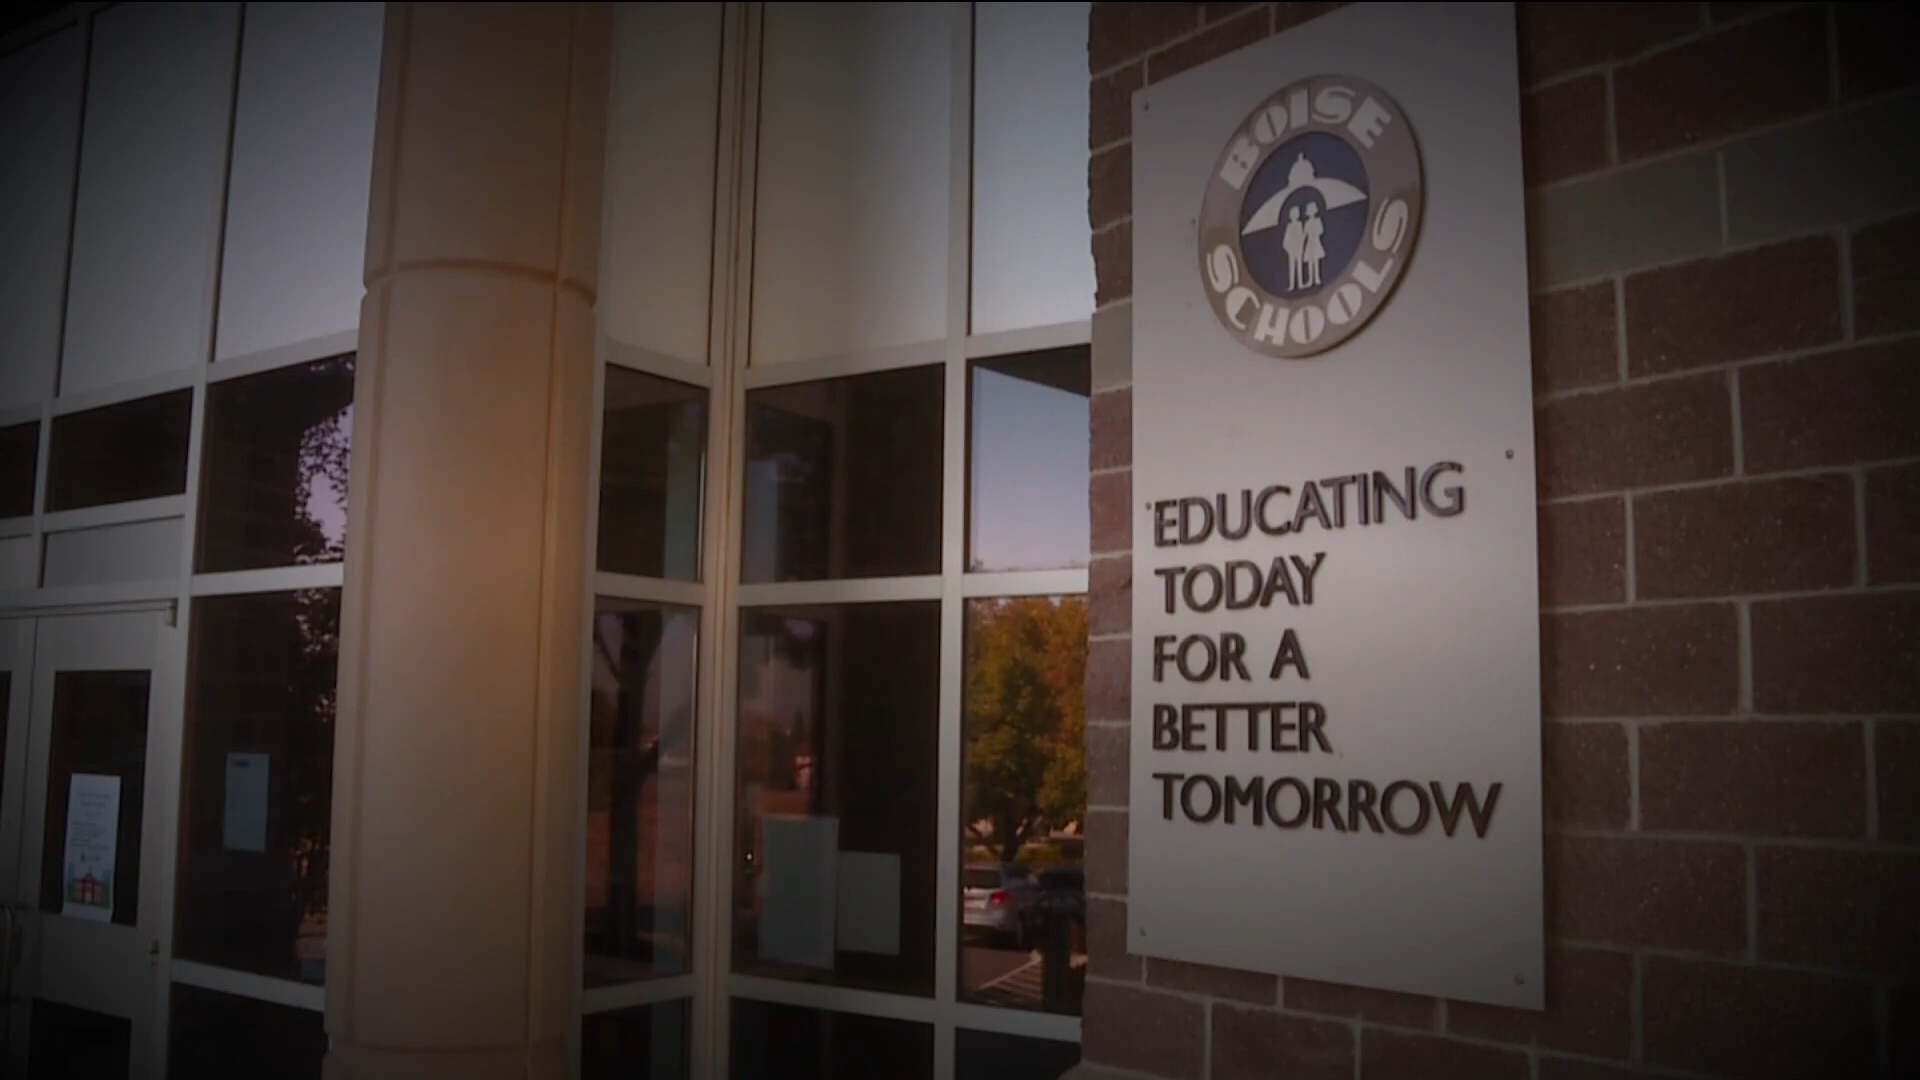 BOISE
SCHOOLS
EDUCATING
TODAY
FOR A
BETTER
TOMORROW